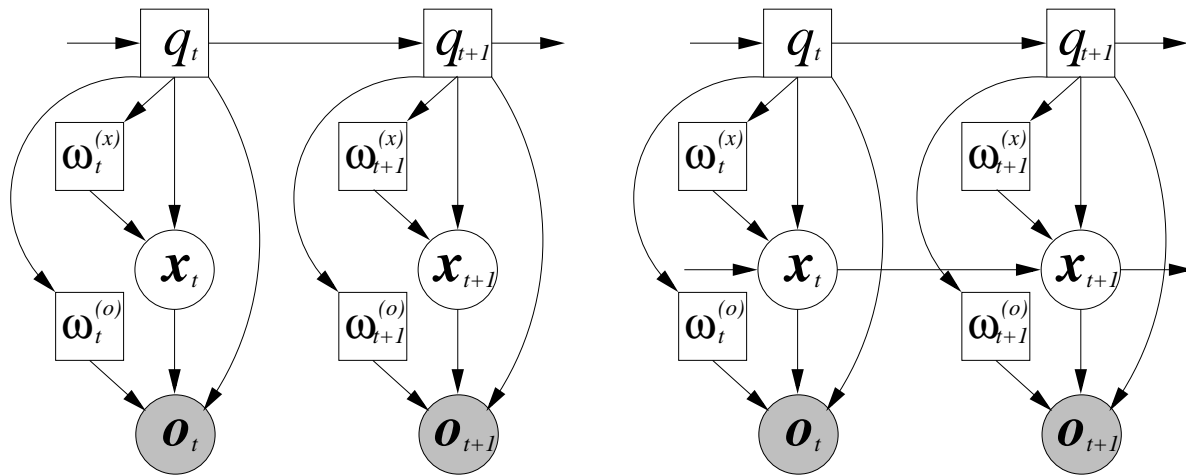 q_t q_{t+1} q_t q_{t+1}
ω_t^{(x)} ω_{t+1}^{(x)} ω_t^{(x)} ω_{t+1}^{(x)}
x_t x_{t+1} x_t x_{t+1}
ω_t^{(o)} ω_{t+1}^{(o)} ω_t^{(o)} ω_{t+1}^{(o)}
o_t o_{t+1} o_t o_{t+1}